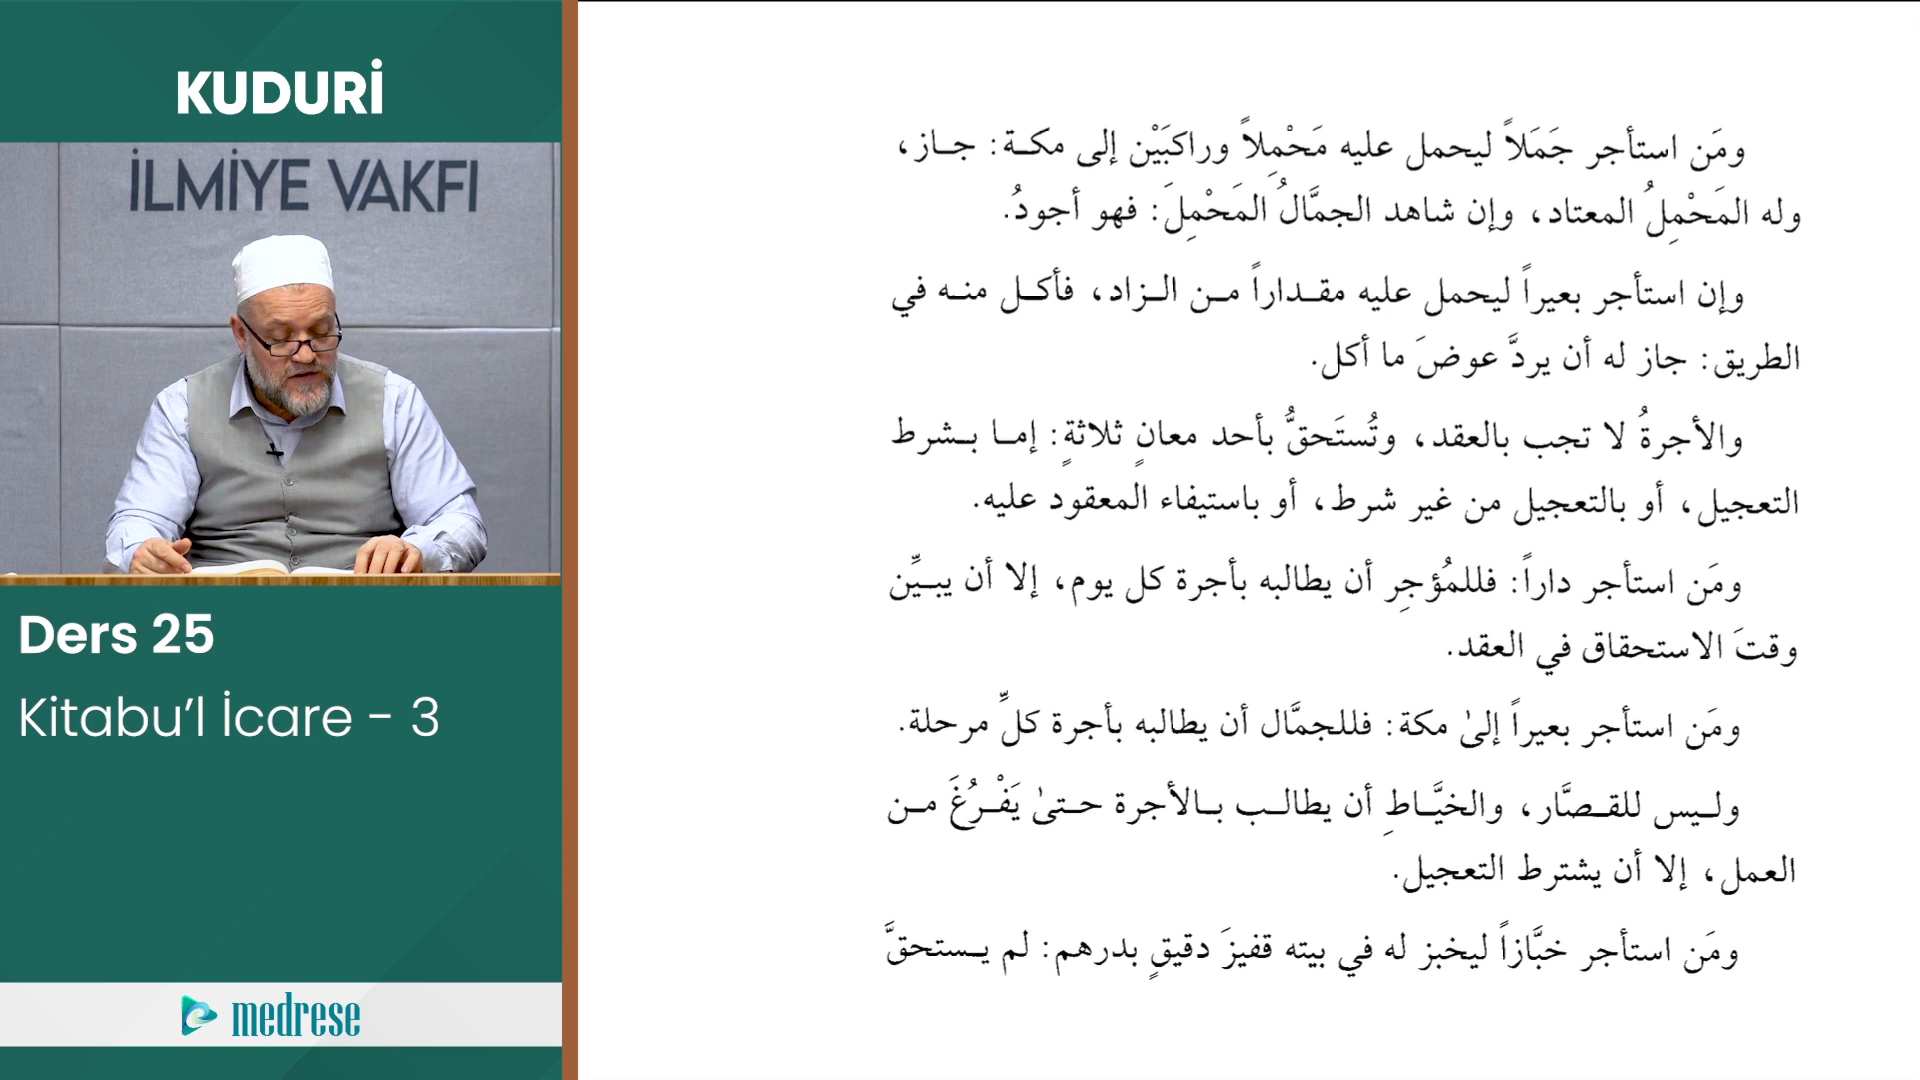 KUDURİ
İLMİYE VAKFI
Ders 25
Kitabu’l İcare - 3
medrese
ومَن استأجر جَمَلاً ليحمل عليه مَحْمِلاً وراكبَيْن إلى مكة: جاز،
وله المَحْمِلُ المعتاد، وإن شاهد الجمَّالُ المَحْمِلَ: فهو أجودُ.
وإن استأجر بعيراً ليحمل عليه مقداراً من الزاد، فأكل منه في
الطريق: جاز له أن يردَّ عوضَ ما أكل.
والأجرةُ لا تجب بالعقد، وتُستَحقُّ بأحد معانٍ ثلاثةٍ: إما بشرط
التعجيل، أو بالتعجيل من غير شرط، أو باستيفاء المعقود عليه.
ومَن استأجر داراً: فللمُؤجِر أن يطالبه بأجرة كل يوم، إلا أن يبيِّن
وقتَ الاستحقاق في العقد.
ومَن استأجر بعيراً إلىٰ مكة: فللجمَّال أن يطالبه بأجرة كلِّ مرحلة.
وليس للقصَّار، والخيَّاطِ أن يطالب بالأجرة حتىٰ يَفْرُغَ من
العمل، إلا أن يشترط التعجيل.
ومَن استأجر خبَّازاً ليخبز له في بيته قفيزَ دقيقٍ بدرهم: لم يستحقَّ